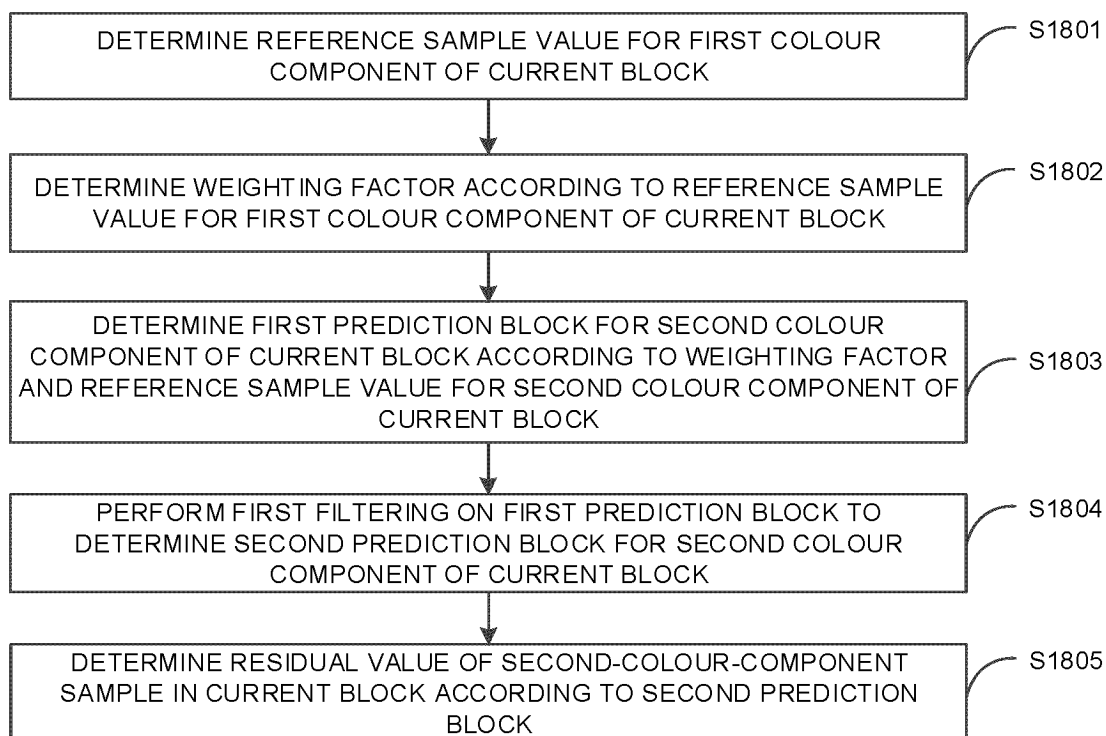 DETERMINE REFERENCE SAMPLE VALUE FOR FIRST COLOUR
COMPONENT OF CURRENT BLOCK
S1801
DETERMINE WEIGHTING FACTOR ACCORDING TO REFERENCE SAMPLE
VALUE FOR FIRST COLOUR COMPONENT OF CURRENT BLOCK
S1802
DETERMINE FIRST PREDICTION BLOCK FOR SECOND COLOUR
COMPONENT OF CURRENT BLOCK ACCORDING TO WEIGHTING FACTOR
AND REFERENCE SAMPLE VALUE FOR SECOND COLOUR COMPONENT OF
CURRENT BLOCK
S1803
PERFORM FIRST FILTERING ON FIRST PREDICTION BLOCK TO
DETERMINE SECOND PREDICTION BLOCK FOR SECOND COLOUR
COMPONENT OF CURRENT BLOCK
S1804
DETERMINE RESIDUAL VALUE OF SECOND-COLOUR-COMPONENT
SAMPLE IN CURRENT BLOCK ACCORDING TO SECOND PREDICTION
BLOCK
S1805